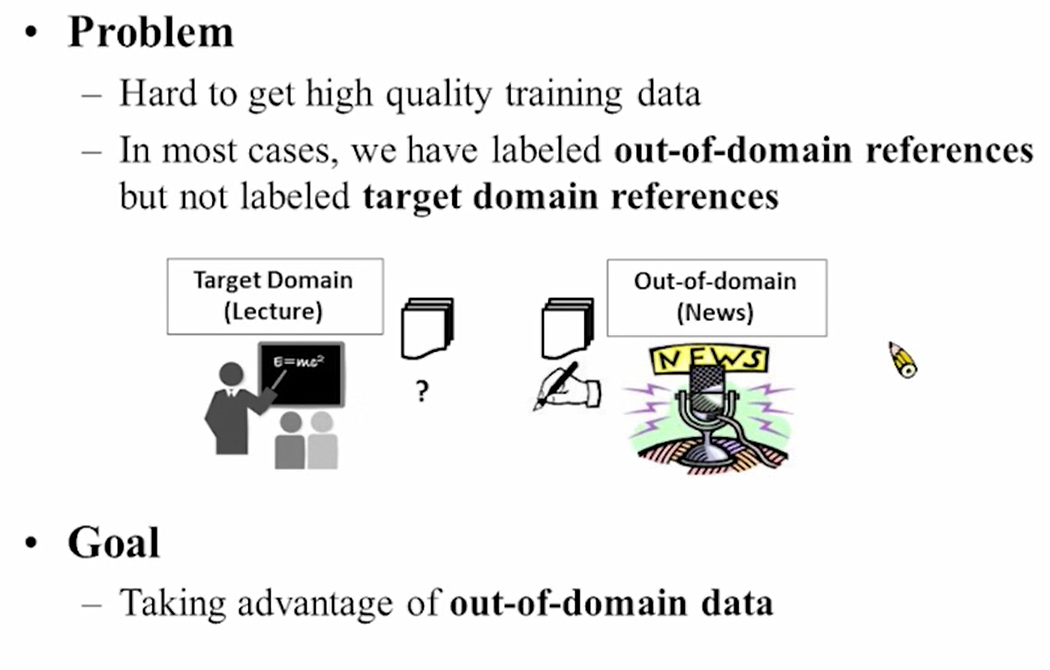 • Problem
– Hard to get high quality training data
– In most cases, we have labeled out-of-domain references
but not labeled target domain references
Target Domain
(Lecture)
Out-of-domain
(News)
E=mc²
?
NEWS
• Goal
– Taking advantage of out-of-domain data